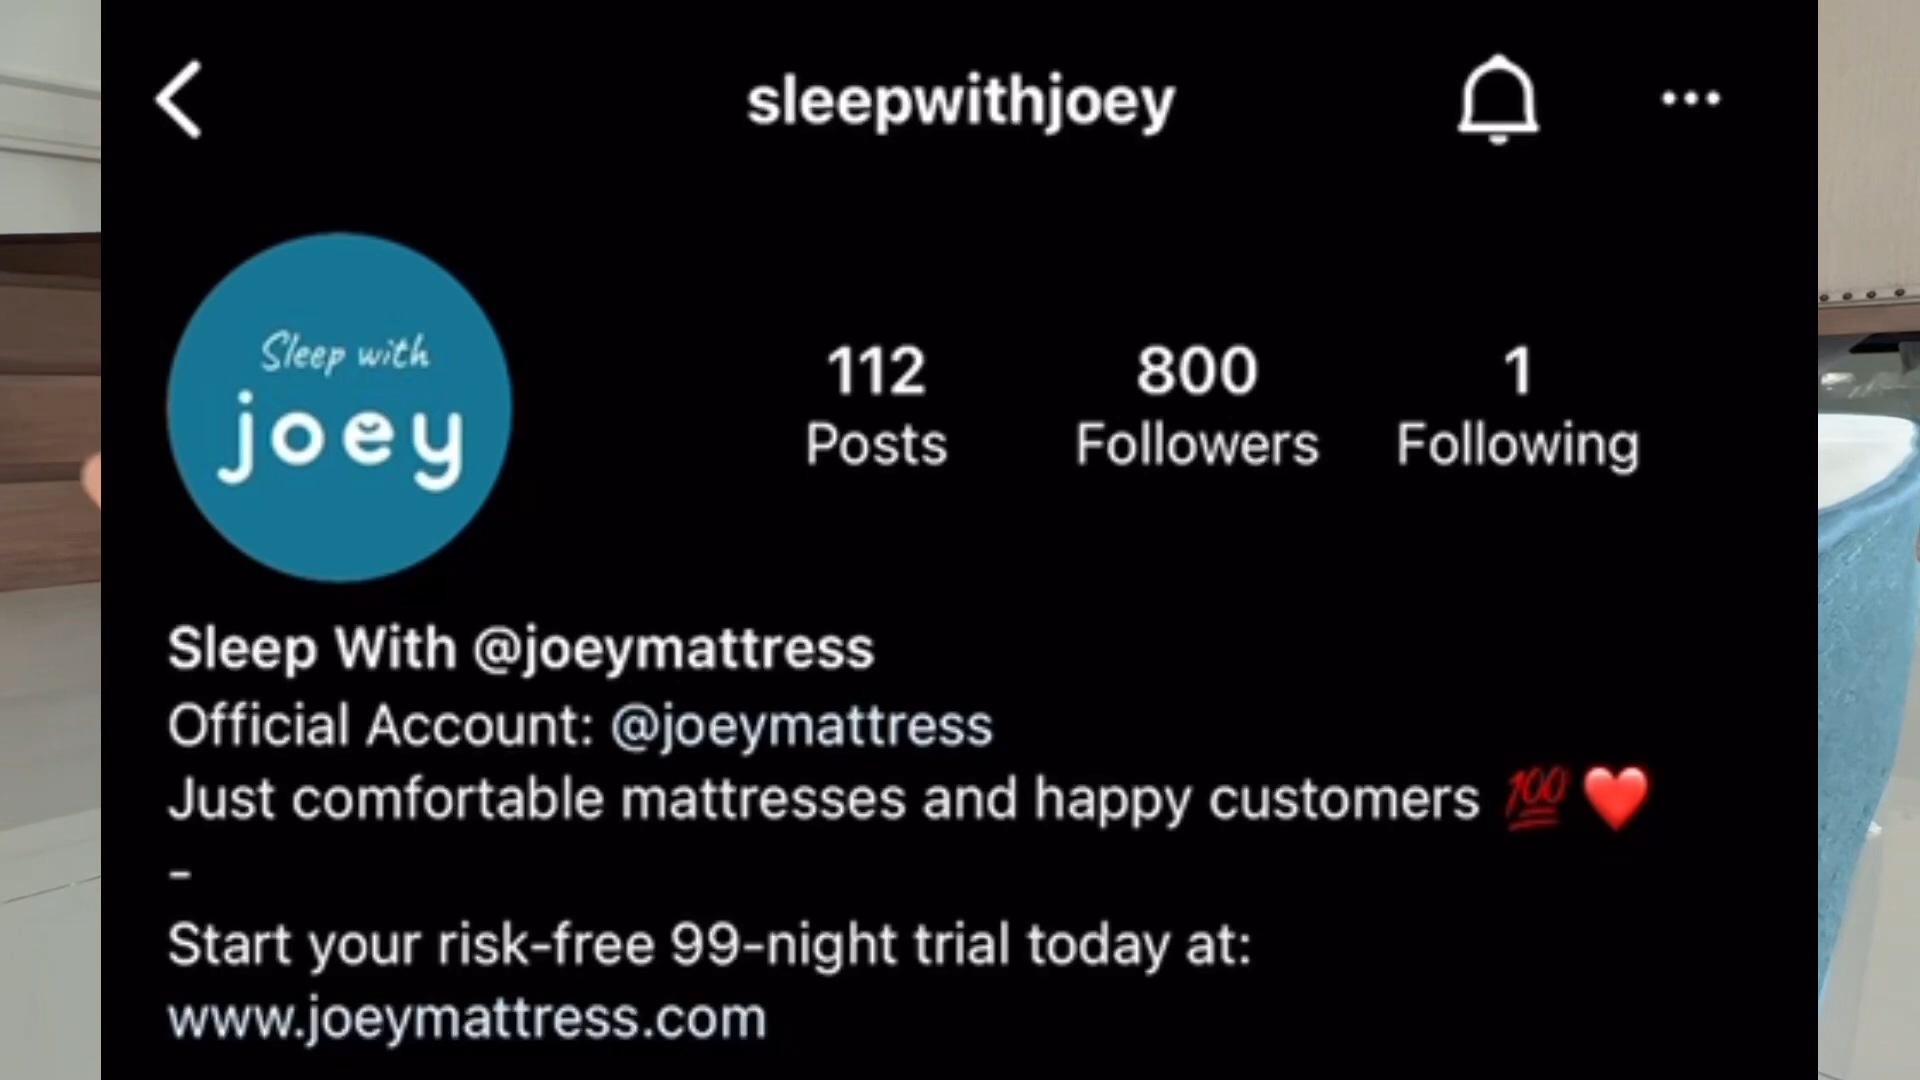 sleepwithjoey
Sleep with
joey
112
Posts
800
Followers
1
Following
Sleep With @joeymattress
Official Account: @joeymattress
Just comfortable mattresses and happy customers 💯❤️
-
Start your risk-free 99-night trial today at:
www.joeymattress.com